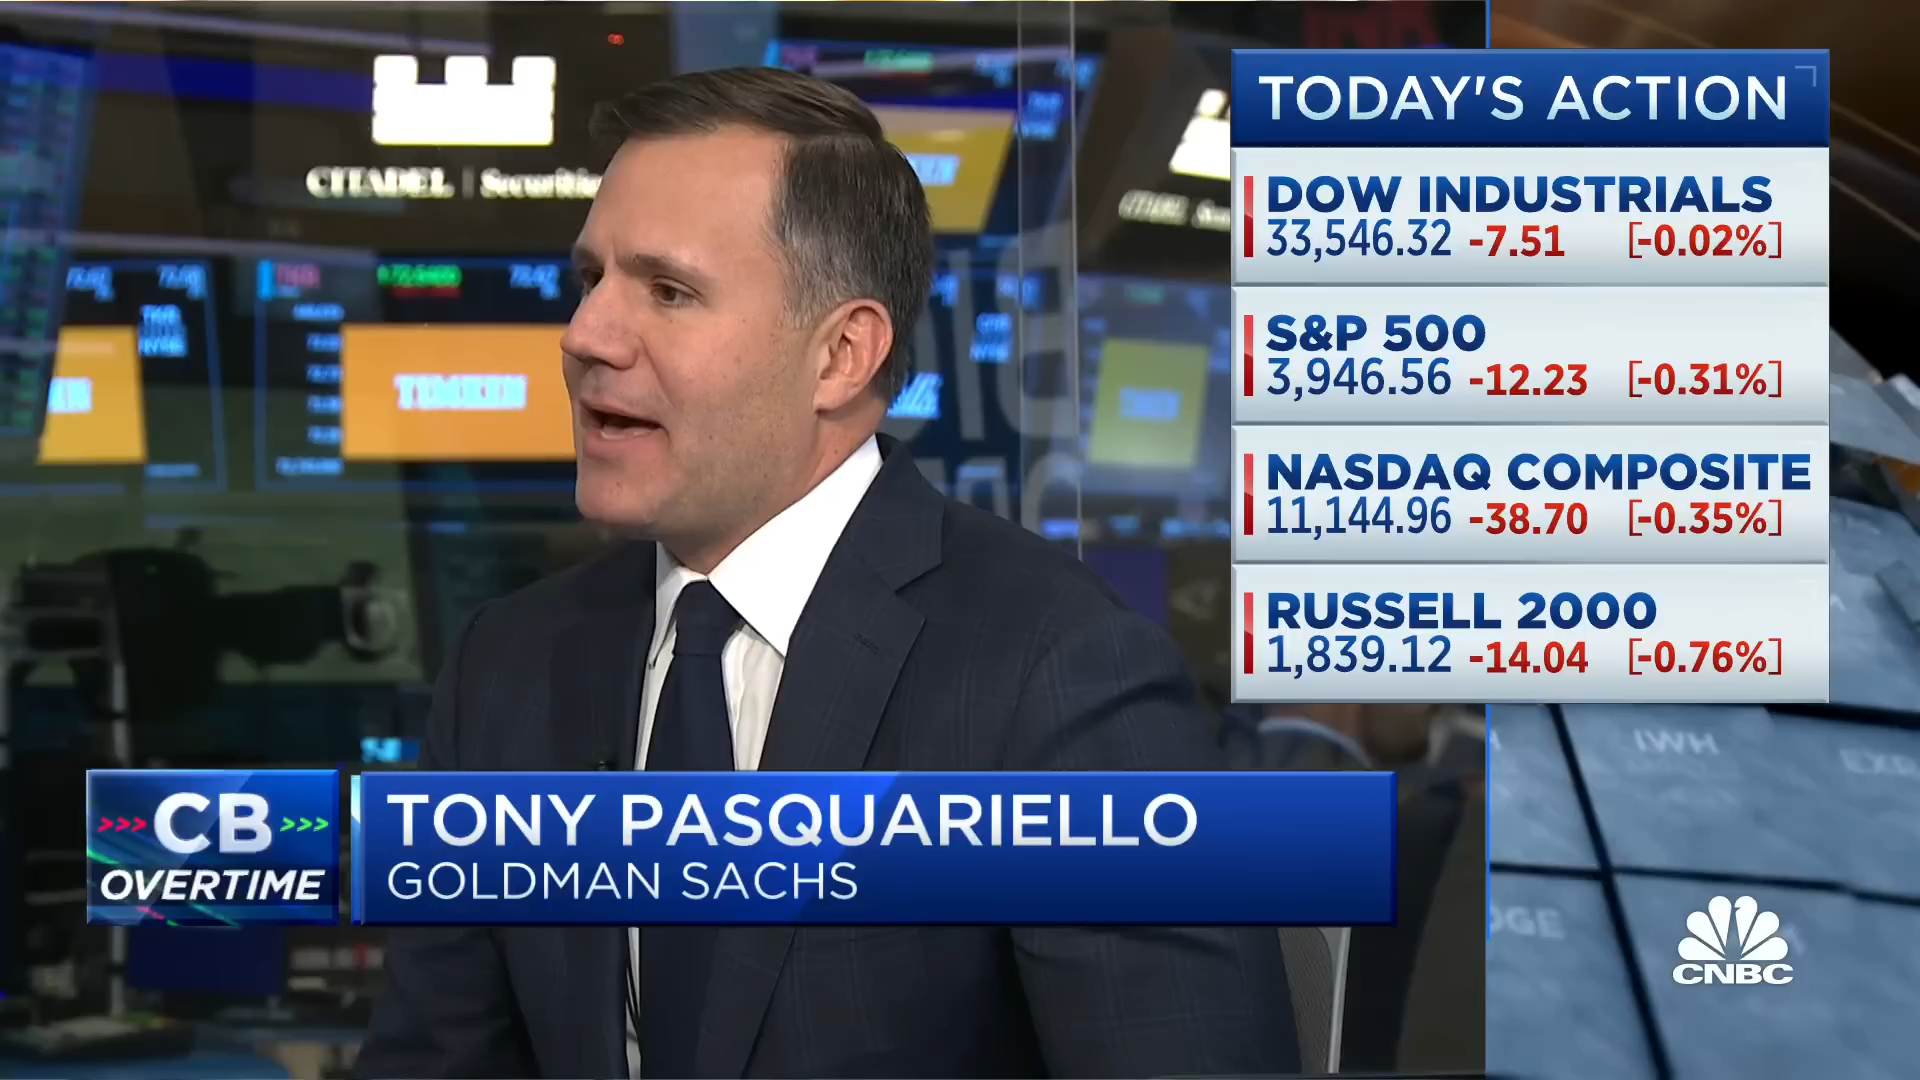 CITADEL | Securitie
TIMKEN
TODAY'S ACTION
DOW INDUSTRIALS
33,546.32 -7.51 [-0.02%]
S&P 500
3,946.56 -12.23 [-0.31%]
NASDAQ COMPOSITE
11,144.96 -38.70 [-0.35%]
RUSSELL 2000
1,839.12 -14.04 [-0.76%]
>>> CB >>>
OVERTIME
TONY PASQUARIELLO
GOLDMAN SACHS
IWH
CNBC